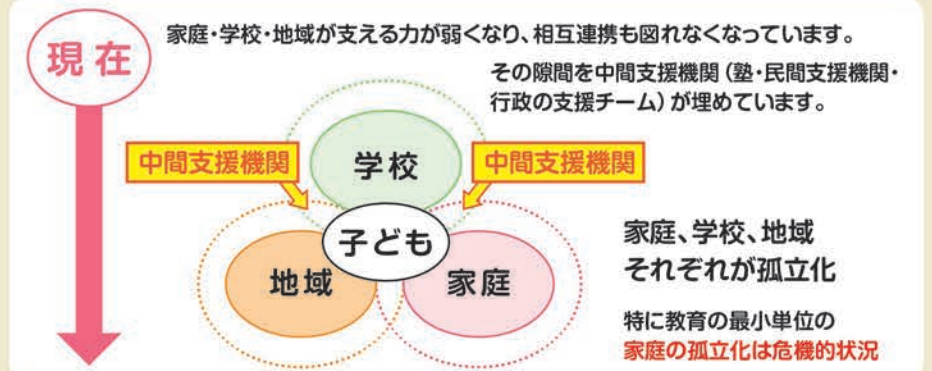 現在
家庭・学校・地域が支える力が弱くなり、相互連携も図れなくなっています。
その隙間を中間支援機関（塾・民間支援機関・
行政の支援チーム）が埋めています。
中間支援機関
学校
中間支援機関
子ども
地域
家庭
家庭、学校、地域
それぞれが孤立化
特に教育の最小単位の
家庭の孤立化は危機的状況